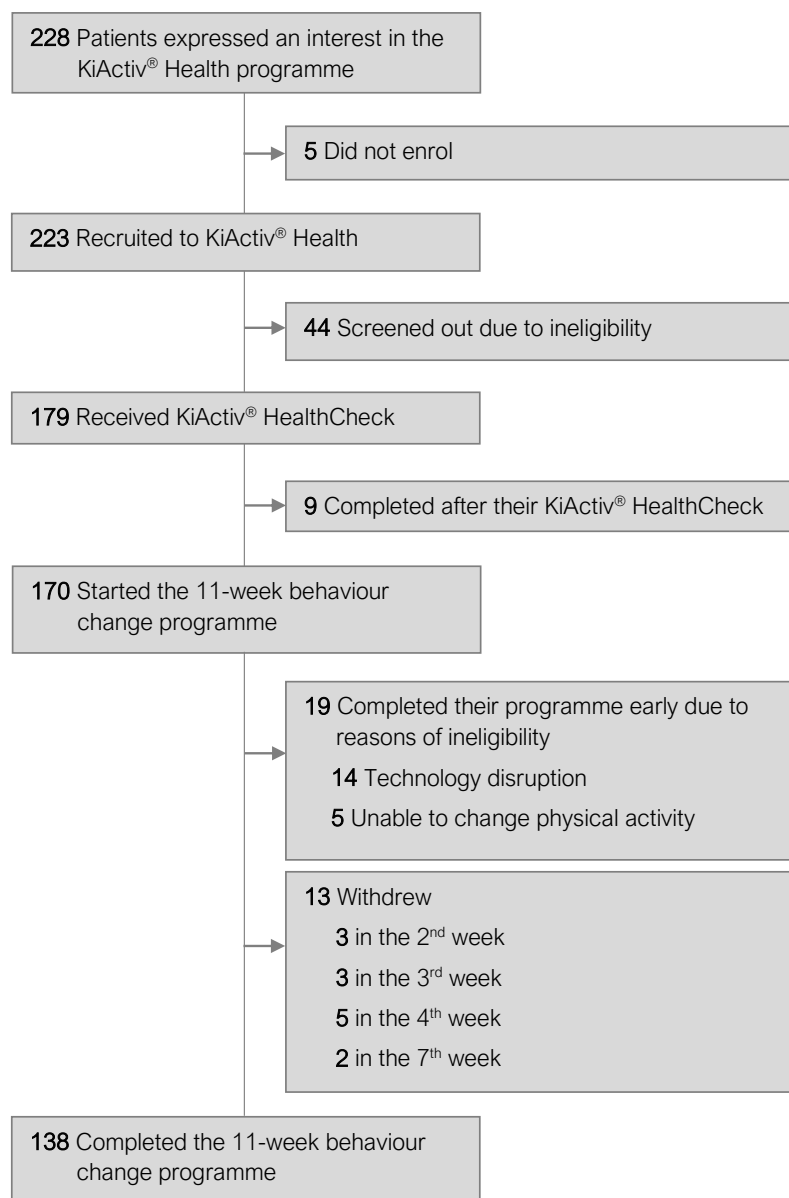 228 Patients expressed an interest in the
KiActiv® Health programme
5 Did not enrol
223 Recruited to KiActiv® Health
44 Screened out due to ineligibility
179 Received KiActiv® HealthCheck
9 Completed after their KiActiv® HealthCheck
170 Started the 11-week behaviour
change programme
19 Completed their programme early due to
reasons of ineligibility
14 Technology disruption
5 Unable to change physical activity
13 Withdrew
3 in the 2nd week
3 in the 3rd week
5 in the 4th week
2 in the 7th week
138 Completed the 11-week behaviour
change programme